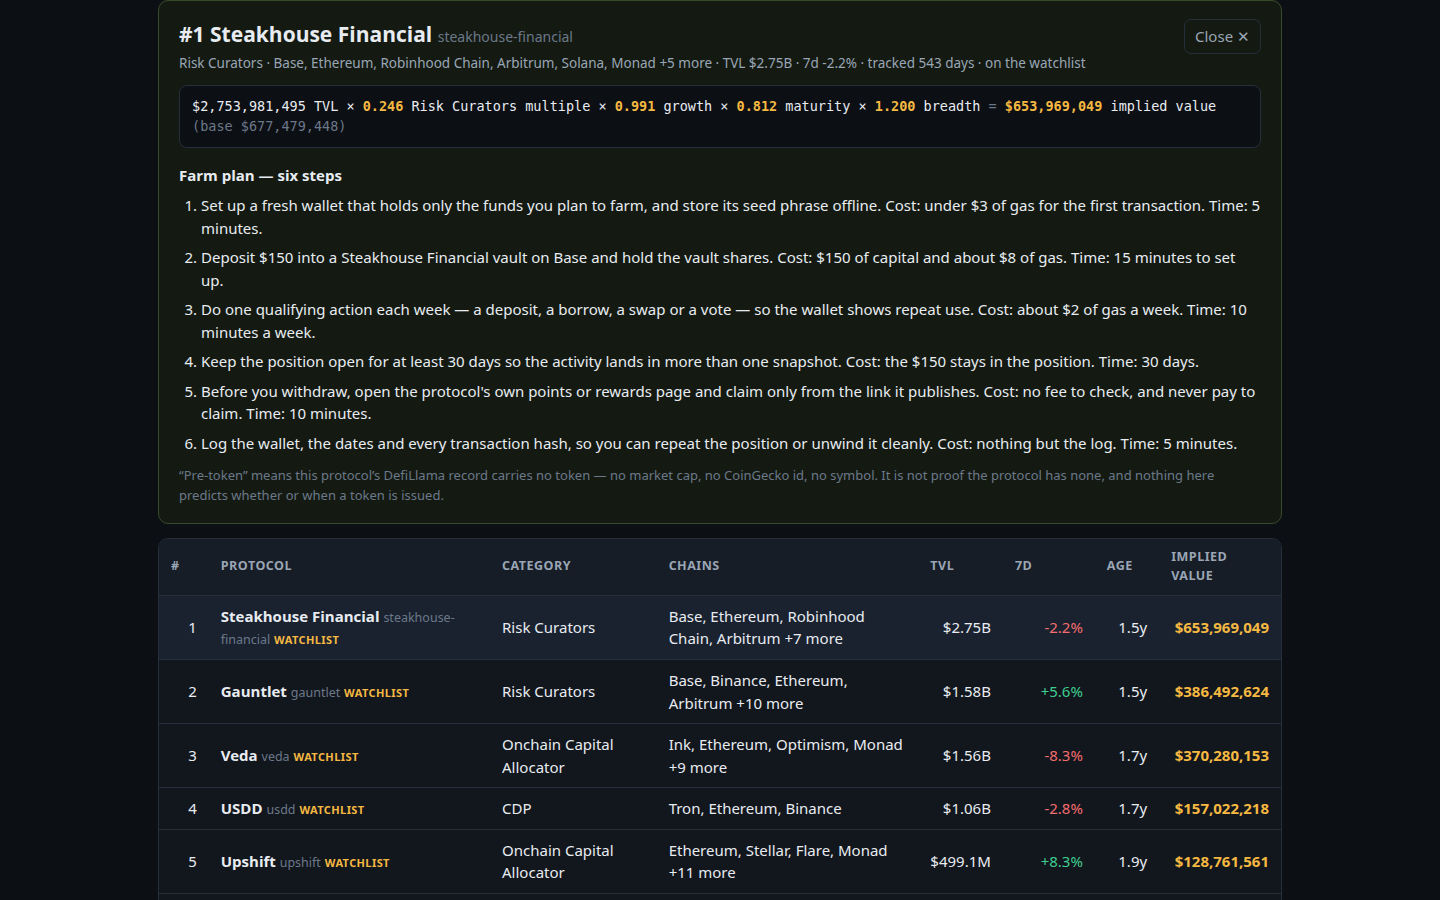 #1 Steakhouse Financial steakhouse-financial
Close ✕
Risk Curators · Base, Ethereum, Robinhood Chain, Arbitrum, Solana, Monad +5 more · TVL $2.75B · 7d -2.2% · tracked 543 days · on the watchlist
$2,753,981,495 TVL × 0.246 Risk Curators multiple × 0.991 growth × 0.812 maturity × 1.200 breadth = $653,969,049 implied value
(base $677,479,448)
Farm plan — six steps
1. Set up a fresh wallet that holds only the funds you plan to farm, and store its seed phrase offline. Cost: under $3 of gas for the first transaction. Time: 5
minutes.
2. Deposit $150 into a Steakhouse Financial vault on Base and hold the vault shares. Cost: $150 of capital and about $8 of gas. Time: 15 minutes to set
up.
3. Do one qualifying action each week — a deposit, a borrow, a swap or a vote — so the wallet shows repeat use. Cost: about $2 of gas a week. Time: 10
minutes a week.
4. Keep the position open for at least 30 days so the activity lands in more than one snapshot. Cost: the $150 stays in the position. Time: 30 days.
5. Before you withdraw, open the protocol's own points or rewards page and claim only from the link it publishes. Cost: no fee to check, and never pay to
claim. Time: 10 minutes.
6. Log the wallet, the dates and every transaction hash, so you can repeat the position or unwind it cleanly. Cost: nothing but the log. Time: 5 minutes.
“Pre-token” means this protocol’s DefiLlama record carries no token — no market cap, no CoinGecko id, no symbol. It is not proof the protocol has none, and nothing here
predicts whether or when a token is issued.
# PROTOCOL CATEGORY CHAINS TVL 7D AGE IMPLIED
VALUE
1 Steakhouse Financial steakhouse-
financial WATCHLIST Risk Curators Base, Ethereum, Robinhood
Chain, Arbitrum +7 more $2.75B -2.2% 1.5y $653,969,049
2 Gauntlet gauntlet WATCHLIST Risk Curators Base, Binance, Ethereum,
Arbitrum +10 more $1.58B +5.6% 1.5y $386,492,624
3 Veda veda WATCHLIST Onchain Capital
Allocator Ink, Ethereum, Optimism, Monad
+9 more $1.56B -8.3% 1.7y $370,280,153
4 USDD usdd WATCHLIST CDP Tron, Ethereum, Binance $1.06B -2.8% 1.7y $157,022,218
5 Upshift upshift WATCHLIST Onchain Capital
Allocator Ethereum, Stellar, Flare, Monad
+11 more $499.1M +8.3% 1.9y $128,761,561